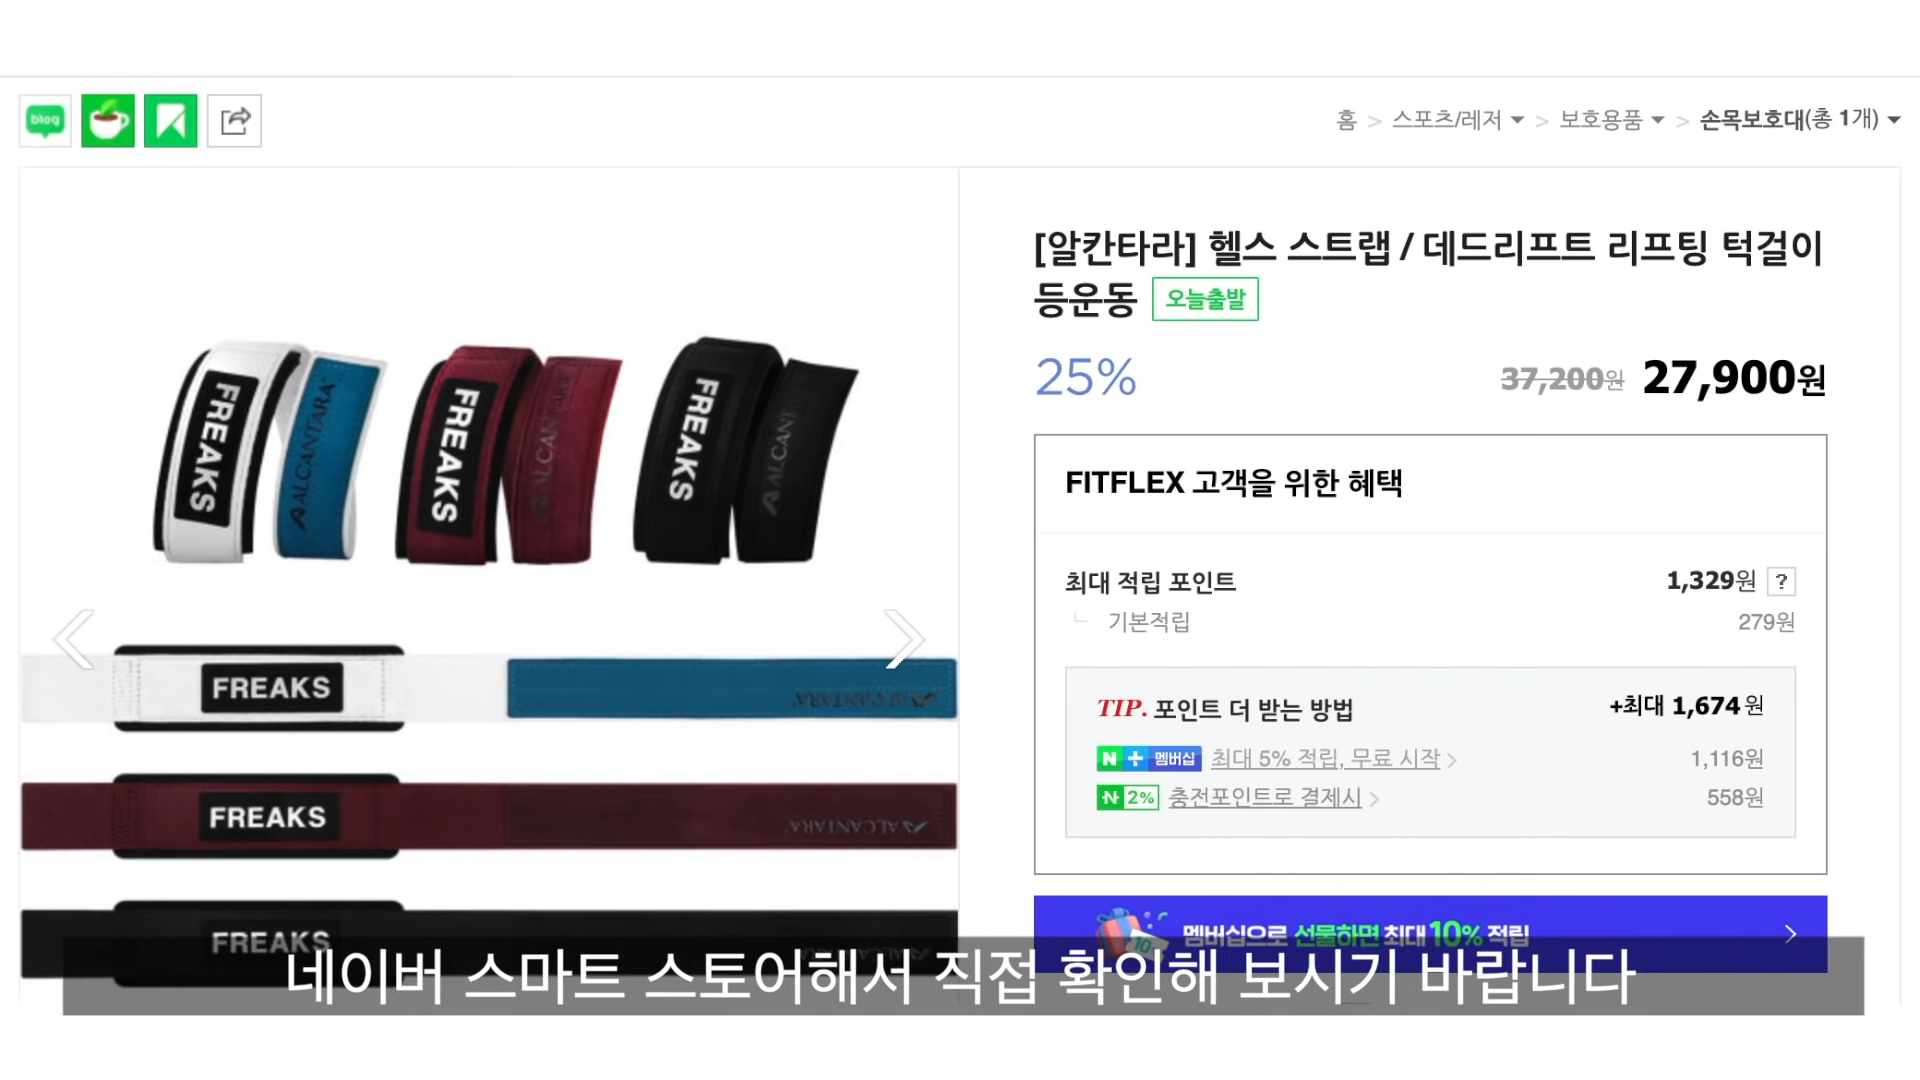 blog
홈 > 스포츠/레저 > 보호용품 > 손목보호대(총 1개)
[알칸타라] 헬스 스트랩 / 데드리프트 리프팅 턱걸이
등운동 오늘출발
25% 37,200원 27,900원
FREAKS ALCANTARA
FREAKS ALCANTARA
FREAKS ALCANT
FITFLEX 고객을 위한 혜택
최대 적립 포인트 1,329원 ?
기본적립 279원
TIP. 포인트 더 받는 방법 +최대 1,674원
N + 멤버십 최대 5% 적립, 무료 시작 > 1,116원
N 2% 충전포인트로 결제시 > 558원
FREAKS ALCANTARA
FREAKS ALCANTARA
FREAKS
멤버십으로 선물하면 최대 10% 적립 >
네이버 스마트 스토어해서 직접 확인해 보시기 바랍니다